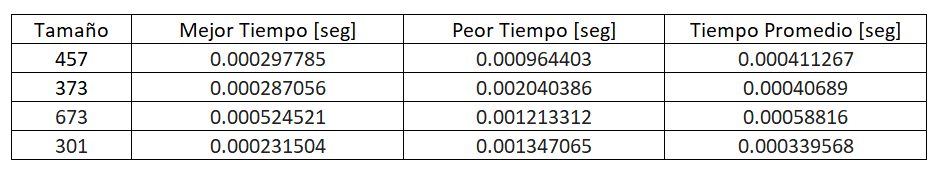 Tamaño Mejor Tiempo [seg] Peor Tiempo [seg] Tiempo Promedio [seg]
457 0.000297785 0.000964403 0.000411267
373 0.000287056 0.002040386 0.00040689
673 0.000524521 0.001213312 0.00058816
301 0.000231504 0.001347065 0.000339568